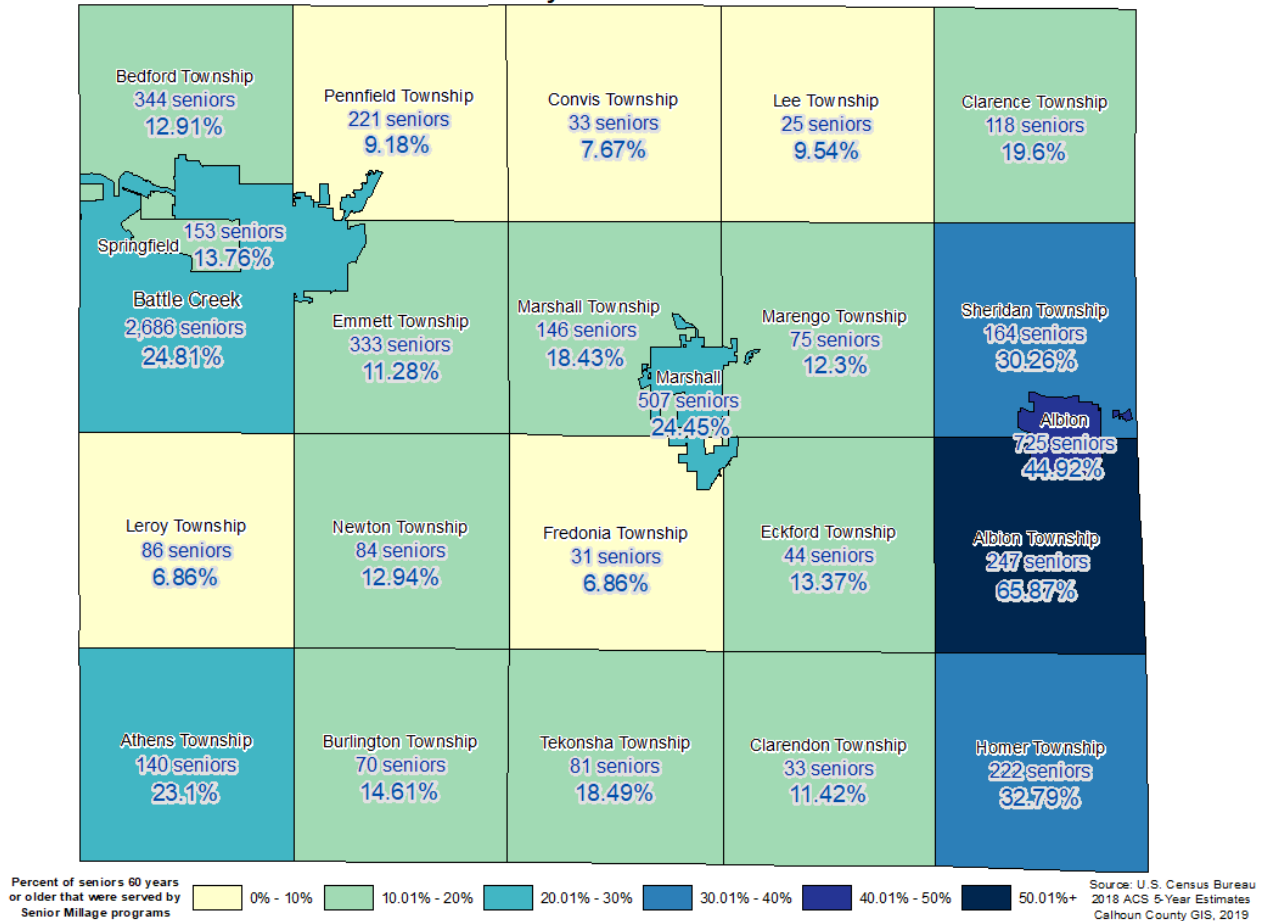 Bedford Township
344 seniors
12.91%
Pennfield Township
221 seniors
9.18%
Convis Township
33 seniors
7.67%
Lee Township
25 seniors
9.54%
Clarence Township
118 seniors
19.6%
Springfield
153 seniors
13.76%
Battle Creek
2,686 seniors
24.81%
Emmett Township
333 seniors
11.28%
Marshall Township
146 seniors
18.43%
Marshall
507 seniors
24.45%
Marengo Township
75 seniors
12.3%
Sheridan Township
164 seniors
30.26%
Albion
725 seniors
44.92%
Leroy Township
86 seniors
6.86%
Newton Township
84 seniors
12.94%
Fredonia Township
31 seniors
6.86%
Eckford Township
44 seniors
13.37%
Albion Township
247 seniors
65.87%
Athens Township
140 seniors
23.1%
Burlington Township
70 seniors
14.61%
Tekonsha Township
81 seniors
18.49%
Clarendon Township
33 seniors
11.42%
Homer Township
222 seniors
32.79%
Percent of seniors 60 years
or older that were served by
Senior Millage programs
0% - 10%
10.01% - 20%
20.01% - 30%
30.01% - 40%
40.01% - 50%
50.01%+
Source: U.S. Census Bureau
2018 ACS 5-Year Estimates
Calhoun County GIS, 2019